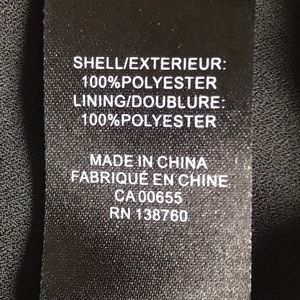 SHELL/EXTERIEUR:
100%POLYESTER
LINING/DOUBLURE:
100%POLYESTER
MADE IN CHINA
FABRIQUÉ EN CHINE
CA 00655
RN 138760